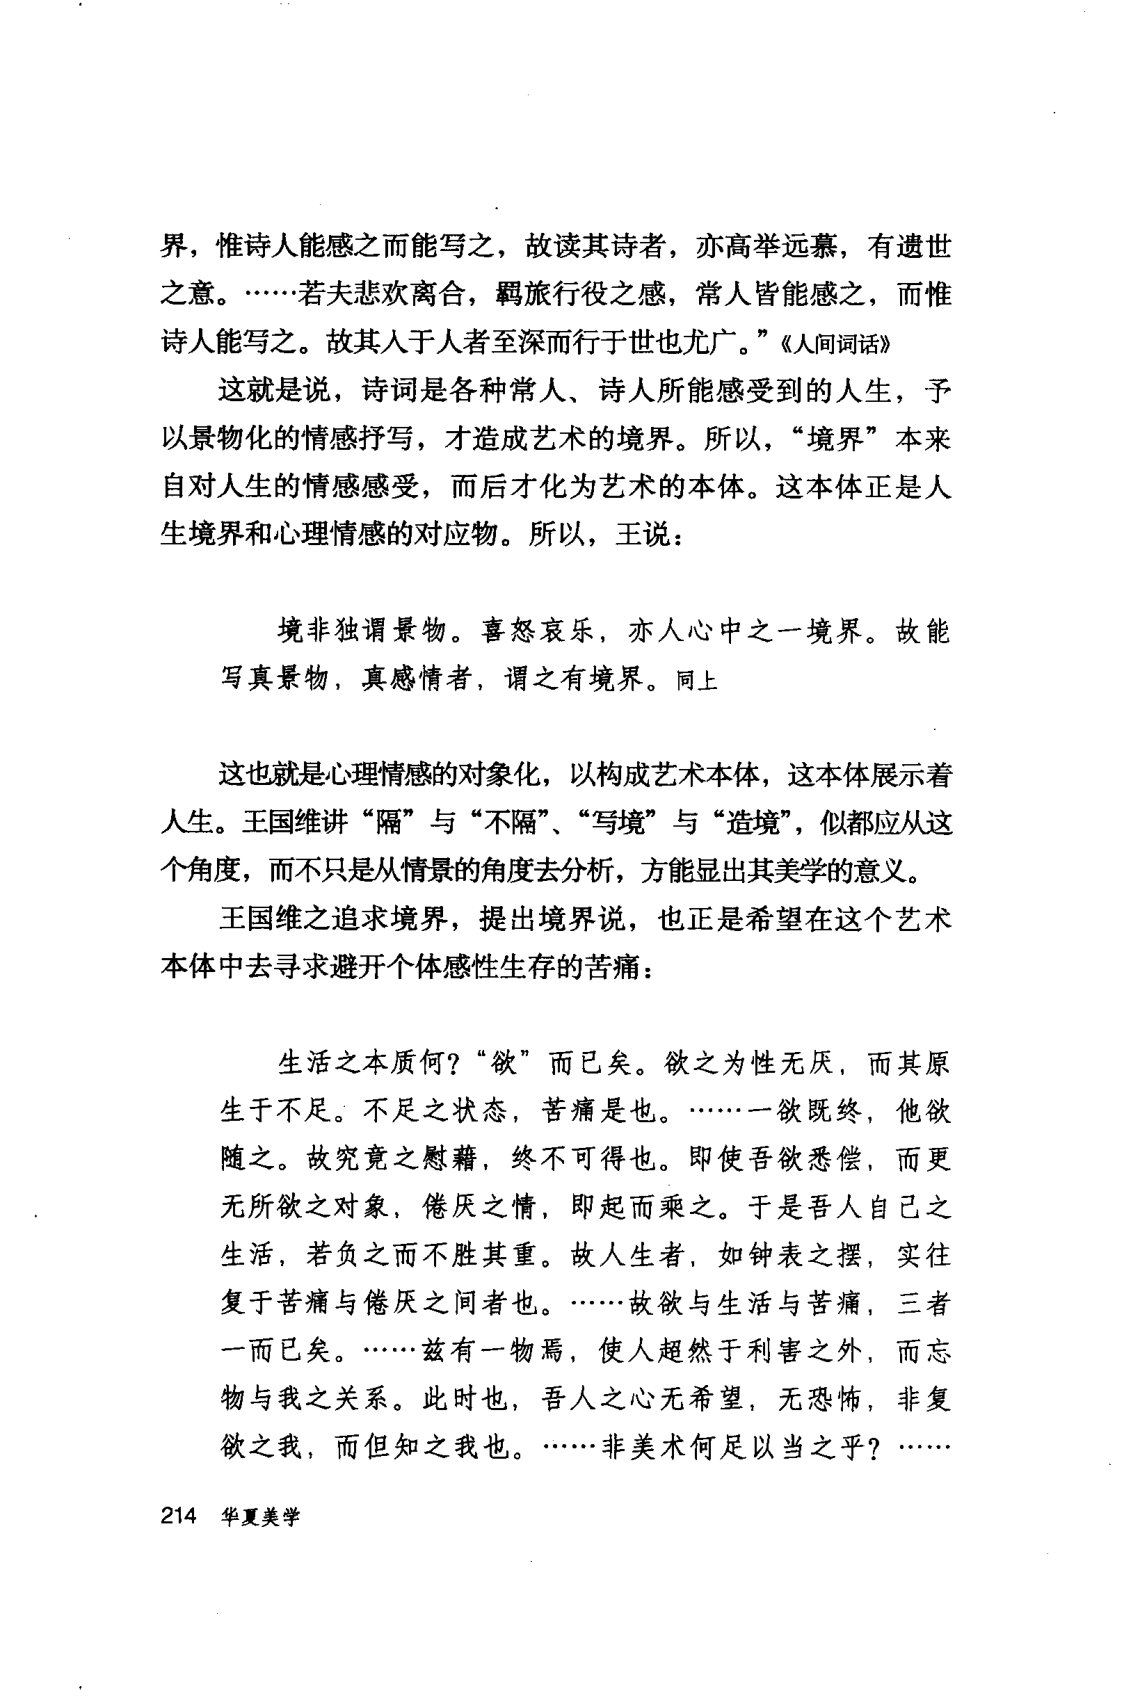 界，惟诗人能感之而能写之，故读其诗者，亦高举远慕，有遗世
之意。……若夫悲欢离合，羁旅行役之感，常人皆能感之，而惟
诗人能写之。故其入于人者至深而行于世也尤广。”《人间词话》
这就是说，诗词是各种常人、诗人所能感受到的人生，予
以景物化的情感抒写，才造成艺术的境界。所以，“境界”本来
自对人生的情感感受，而后才化为艺术的本体。这本体正是人
生境界和心理情感的对应物。所以，王说：
境非独谓景物。喜怒哀乐，亦人心中之一境界。故能
写真景物，真感情者，谓之有境界。同上
这也就是心理情感的对象化，以构成艺术本体，这本体展示着
人生。王国维讲“隔”与“不隔”、“写境”与“造境”，似都应从这
个角度，而不只是从情景的角度去分析，方能显出其美学的意义。
王国维之追求境界，提出境界说，也正是希望在这个艺术
本体中去寻求避开个体感性生存的苦痛：
生活之本质何？“欲”而已矣。欲之为性无厌，而其原
生于不足。不足之状态，苦痛是也。……一欲既终，他欲
随之。故究竟之慰藉，终不可得也。即使吾欲悉偿，而更
无所欲之对象，倦厌之情，即起而乘之。于是吾人自己之
生活，若负之而不胜其重。故人生者，如钟表之摆，实往
复于苦痛与倦厌之间者也。……故欲与生活与苦痛，三者
一而已矣。……兹有一物焉，使人超然于利害之外，而忘
物与我之关系。此时也，吾人之心无希望，无恐怖，非复
欲之我，而但知之我也。……非美术何足以当之乎？……
214 华夏美学